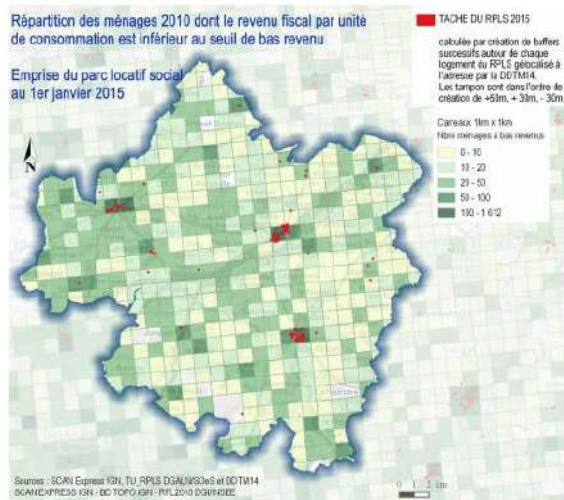 Répartition des ménages 2010 dont le revenu fiscal par unité
de consommation est inférieur au seuil de bas revenu
Emprise du parc locatif social
au 1er janvier 2015
TACHE DU RPLS 2015
calculée par création de buffers
successifs autour de chaque
logement du RPLS géolocalisé à
l'adresse par la DDTM14.
Les tampon sont dans l'ordre de
création de +50m, + 30m, - 30m
Carreaux 1km x 1km
Nbre ménages à bas revenus
0 - 10
10 - 20
20 - 50
50 - 100
100 - 1 612
N
0 1 2 km
Sources : SCAN Express IGN, TU_RPLS DGALN/SOeS et DDTM14
SCANEXPRESS IGN - BD TOPO IGN - RFL2010 DGI/INSEE